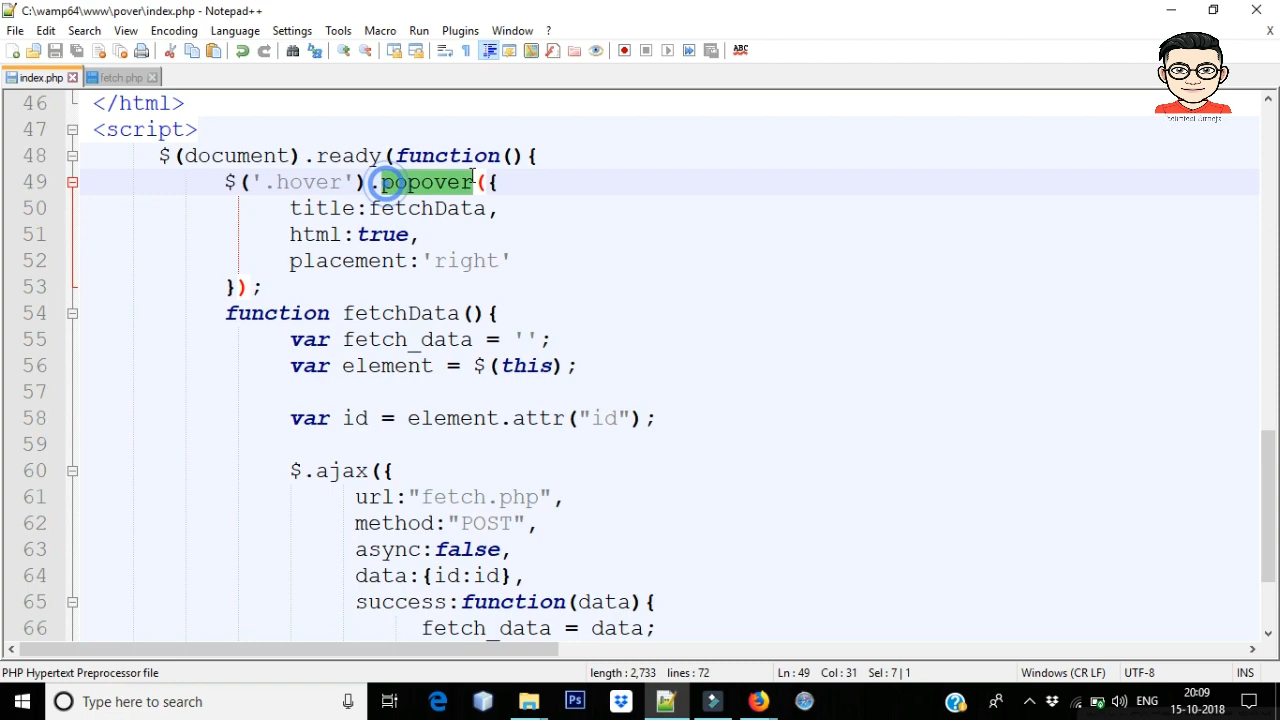 C:\wamp64\www\pover\index.php - Notepad++
File Edit Search View Encoding Language Settings Tools Macro Run Plugins Window ? X
ABC
index.php fetch.php
46 </html>
47 <script>
48 $(document).ready(function(){
49 $('.hover').popover({
50 title:fetchData,
51 html:true,
52 placement:'right'
53 });
54 function fetchData(){
55 var fetch_data = '';
56 var element = $(this);
57
58 var id = element.attr("id");
59
60 $.ajax({
61 url:"fetch.php",
62 method:"POST",
63 async:false,
64 data:{id:id},
65 success:function(data){
66 fetch_data = data;
PHP Hypertext Preprocessor file length : 2,733 lines : 72 Ln : 49 Col : 31 Sel : 7 | 1 Windows (CR LF) UTF-8 INS
Type here to search Ps ENG 20:09
15-10-2018